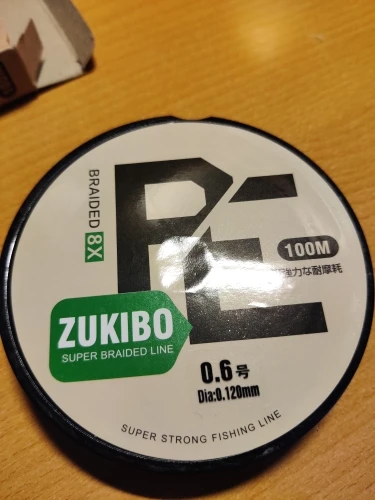 BRAIDED 8X
PE
100M
強力な耐摩耗
ZUKIBO
SUPER BRAIDED LINE
0.6号
Dia:0.120mm
SUPER STRONG FISHING LINE